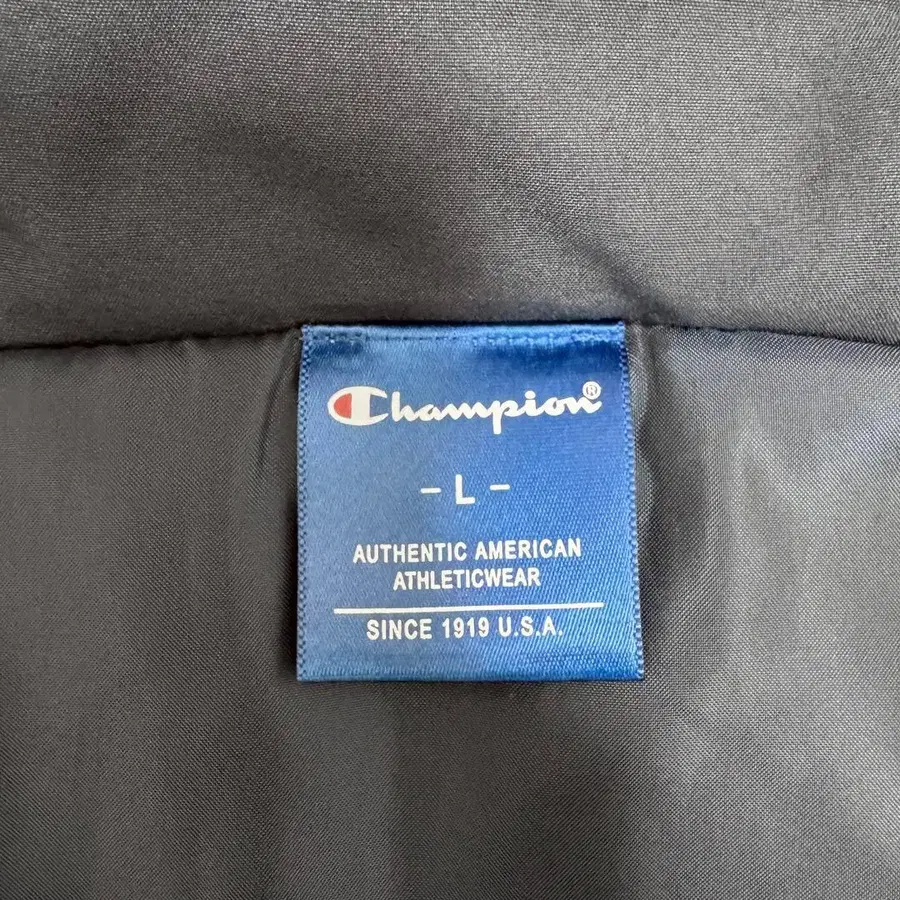 Champion®
- L -
AUTHENTIC AMERICAN
ATHLETICWEAR
SINCE 1919 U.S.A.